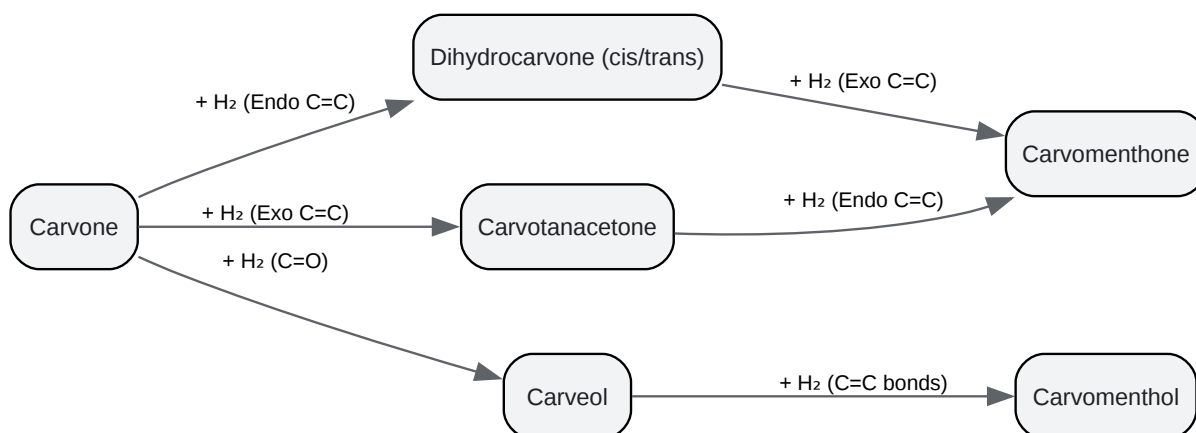 Dihydrocarvone (cis/trans)
+ H₂ (Exo C=C)
+ H₂ (Endo C=C)
Carvomenthone
+ H₂ (Exo C=C)
+ H₂ (Endo C=C)
Carvone
Carvotanacetone
+ H₂ (C=O)
+ H₂ (C=C bonds)
Carveol
Carvomenthol